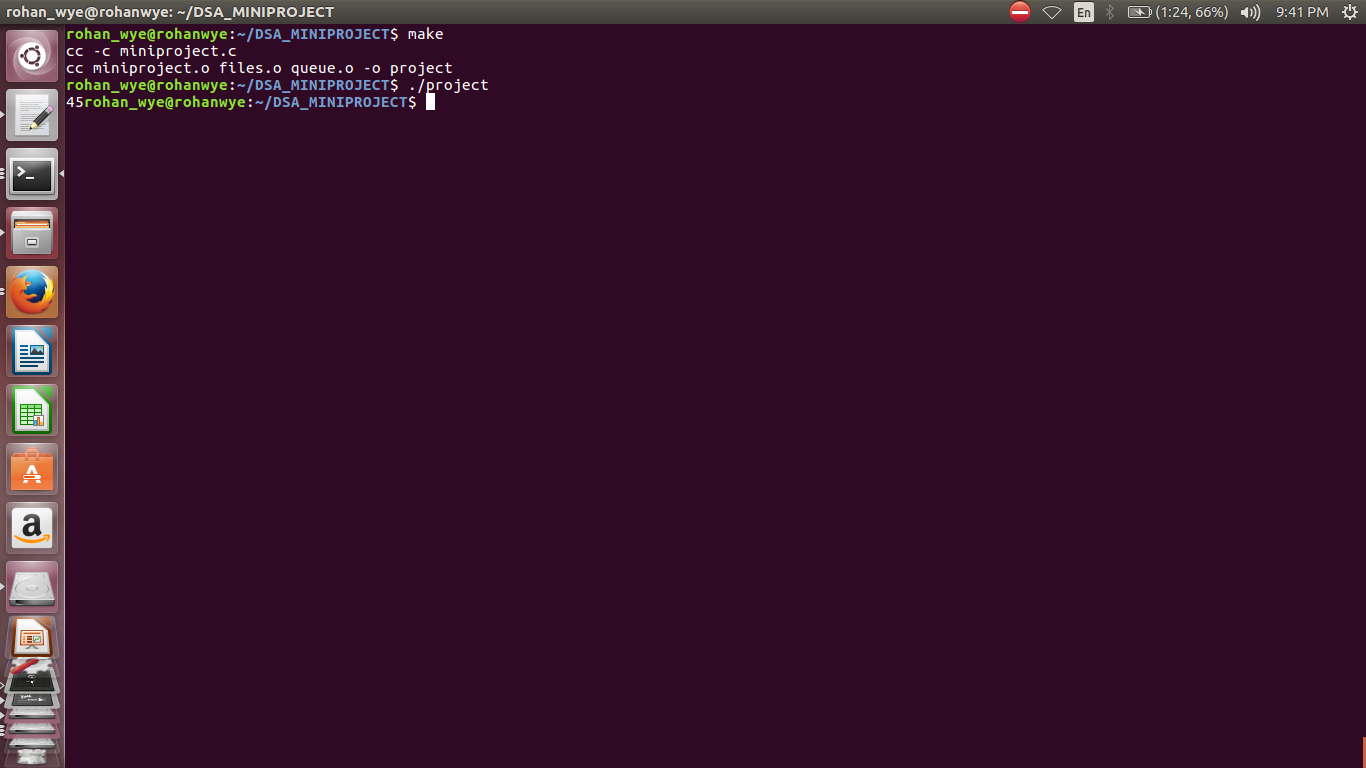 rohan_wye@rohanwye: ~/DSA_MINIPROJECT
En
(1:24, 66%)
9:41 PM
rohan_wye@rohanwye:~/DSA_MINIPROJECT$ make
cc -c miniproject.c
cc miniproject.o files.o queue.o -o project
rohan_wye@rohanwye:~/DSA_MINIPROJECT$ ./project
45rohan_wye@rohanwye:~/DSA_MINIPROJECT$